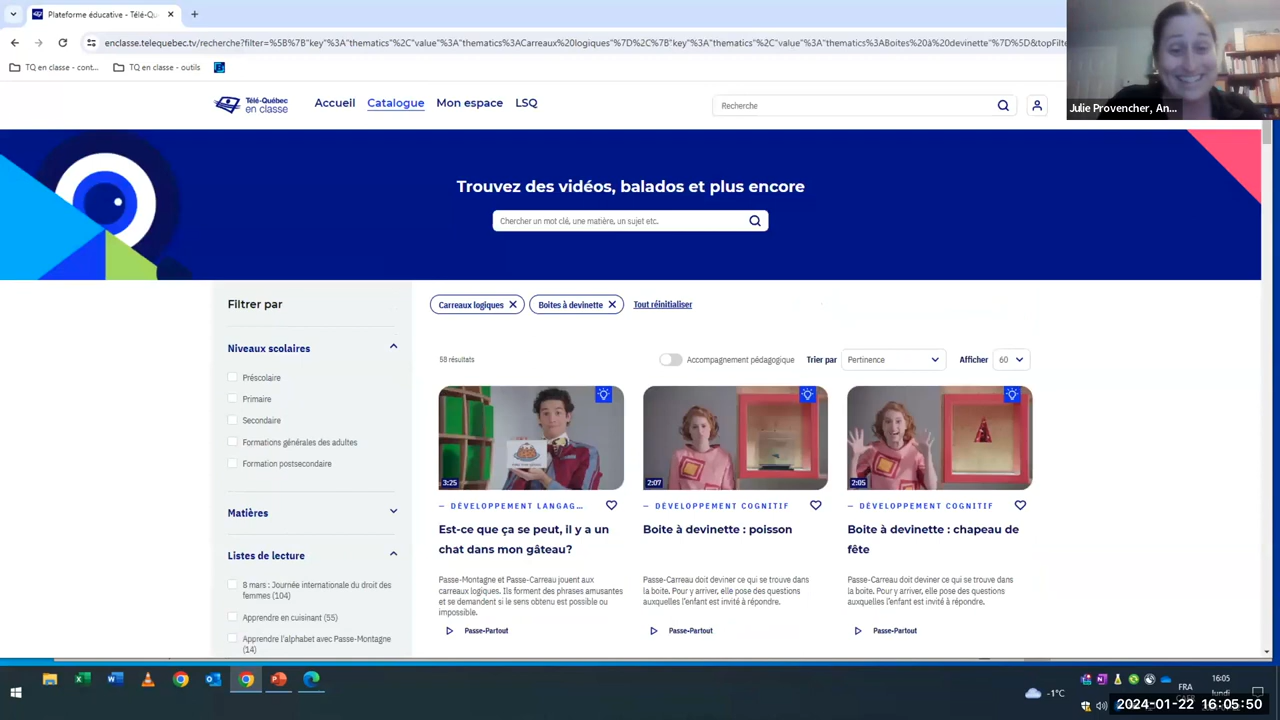 Plateforme éducative - Télé-Qu
enclasse.telequebec.tv/recherche?filter=%5B%7B"key"%3A"thematics"%2C"value"%3A"thematics%3ACarreaux%20logiques"%7D%2C%7B"key"%3A"thematics"%2C"value"%3A"thematics%3ABoites%20à%20devinette"%7D%5D&topFilt
TQ en classe - cont...
TQ en classe - outils
Julie Provencher, An...
Télé-Québec
en classe
Accueil
Catalogue
Mon espace
LSQ
Recherche
Trouvez des vidéos, balados et plus encore
Chercher un mot clé, une matière, un sujet etc.
Filtrer par
Niveaux scolaires
Préscolaire
Primaire
Secondaire
Formations générales des adultes
Formation postsecondaire
Matières
Listes de lecture
8 mars : Journée internationale du droit des
femmes (104)
Apprendre en cuisinant (55)
Apprendre l'alphabet avec Passe-Montagne
(14)
Carreaux logiques
Boites à devinette
Tout réinitialiser
58 résultats
Accompagnement pédagogique
Trier par
Pertinence
Afficher
60
3:25
— DÉVELOPPEMENT LANGAG...
Est-ce que ça se peut, il y a un
chat dans mon gâteau?
Passe-Montagne et Passe-Carreau jouent aux
carreaux logiques. Ils forment des phrases amusantes
et se demandent si le sens obtenu est possible ou
impossible.
Passe-Partout
2:07
— DÉVELOPPEMENT COGNITIF
Boite à devinette : poisson
Passe-Carreau doit deviner ce qui se trouve dans
la boite. Pour y arriver, elle pose des questions
auxquelles l'enfant est invité à répondre.
Passe-Partout
2:05
— DÉVELOPPEMENT COGNITIF
Boite à devinette : chapeau de
fête
Passe-Carreau doit deviner ce qui se trouve dans
la boite. Pour y arriver, elle pose des questions
auxquelles l'enfant est invité à répondre.
Passe-Partout
-1°C
FRA
16:05
lundi
2024-01-22 16:05:50